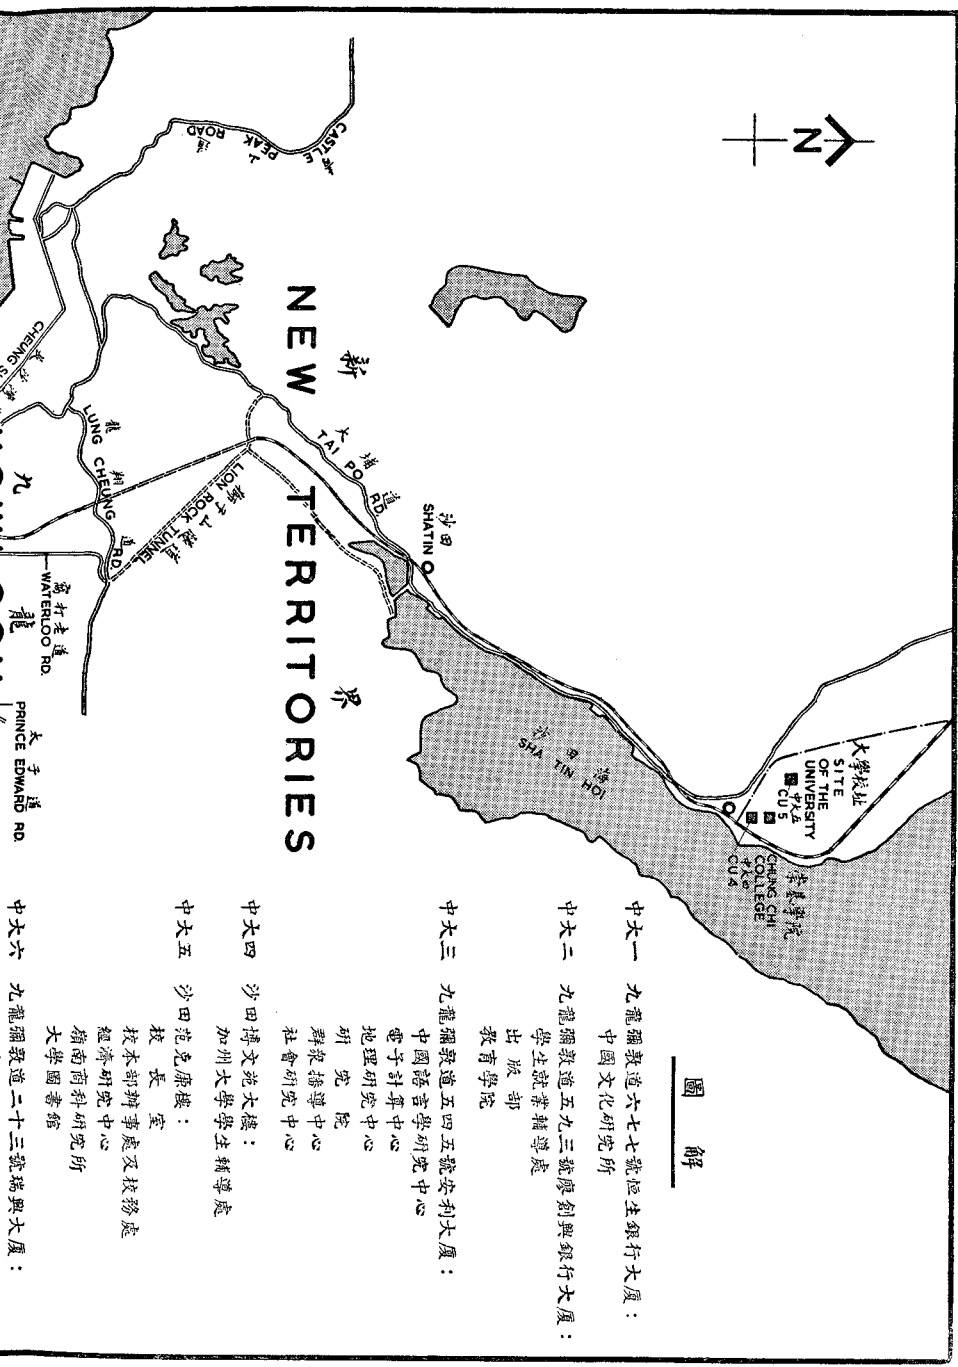 N
CASTLE PEAK ROAD
新
界
NEW TERRITORIES
大埔道
TAI PO RD.
沙田
SHATIN
獅子山隧道
LION ROCK TUNNEL
龍翔道
LUNG CHEUNG RD.
九
龍
窩打老道
WATERLOO RD.
太子道
PRINCE EDWARD RD.
沙田海
SHA TIN HOI
大學校址
SITE
OF THE
UNIVERSITY
中大五
CU 5
崇基學院
CHUNG CHI
COLLEGE
中大四
CU 4
圖 解
中大一 九龍彌敦道六七七號恒生銀行大廈：
中國文化研究所
中大二 九龍彌敦道五九三號廖創興銀行大廈：
學生就業輔導處
出版部
教育學院
中大三 九龍彌敦道五四五號安利大廈：
中國語言學研究中心
電子計算中心
地理研究中心
研究院
群眾播導中心
社會研究中心
中大四 沙田博文苑大樓：
加州大學學生輔導處
中大五 沙田范克廉樓：
校長室
校本部辦事處及校務處
經濟研究中心
嶺南商科研究所
大學圖書館
中大六 九龍彌敦道二十三號瑞興大廈：